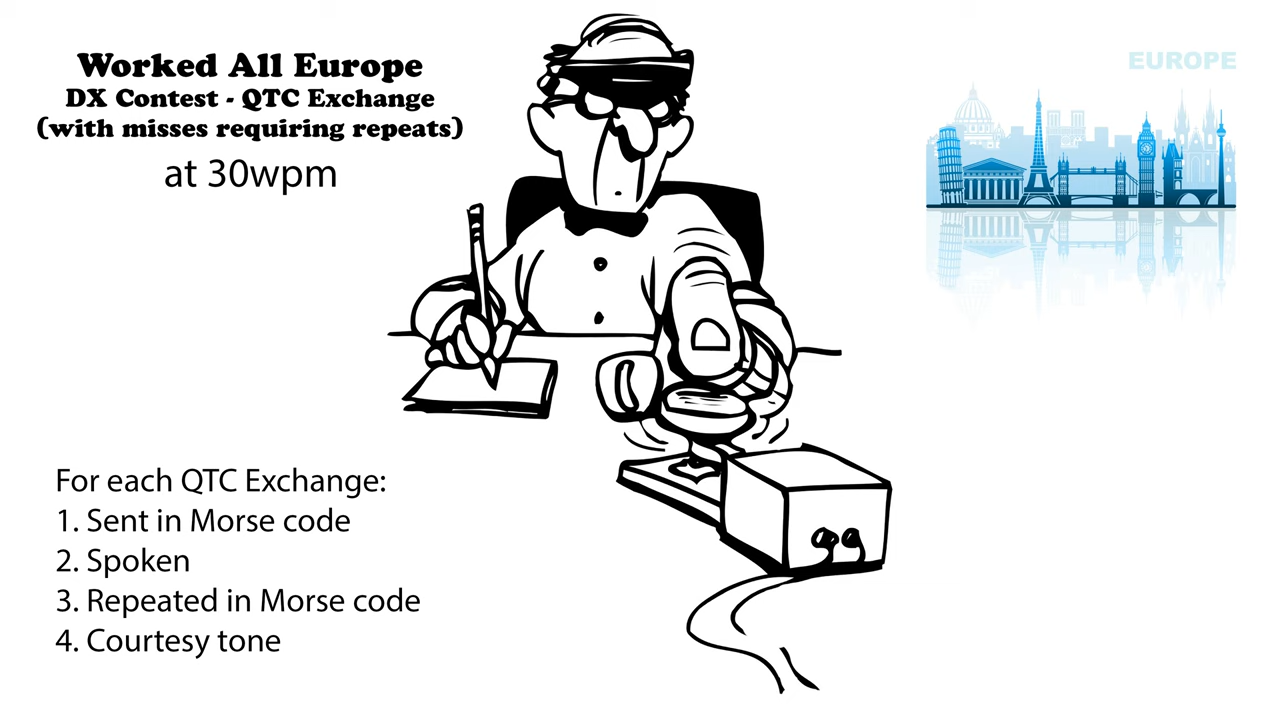 Worked All Europe
DX Contest - QTC Exchange
(with misses requiring repeats)
at 30wpm
EUROPE
For each QTC Exchange:
1. Sent in Morse code
2. Spoken
3. Repeated in Morse code
4. Courtesy tone